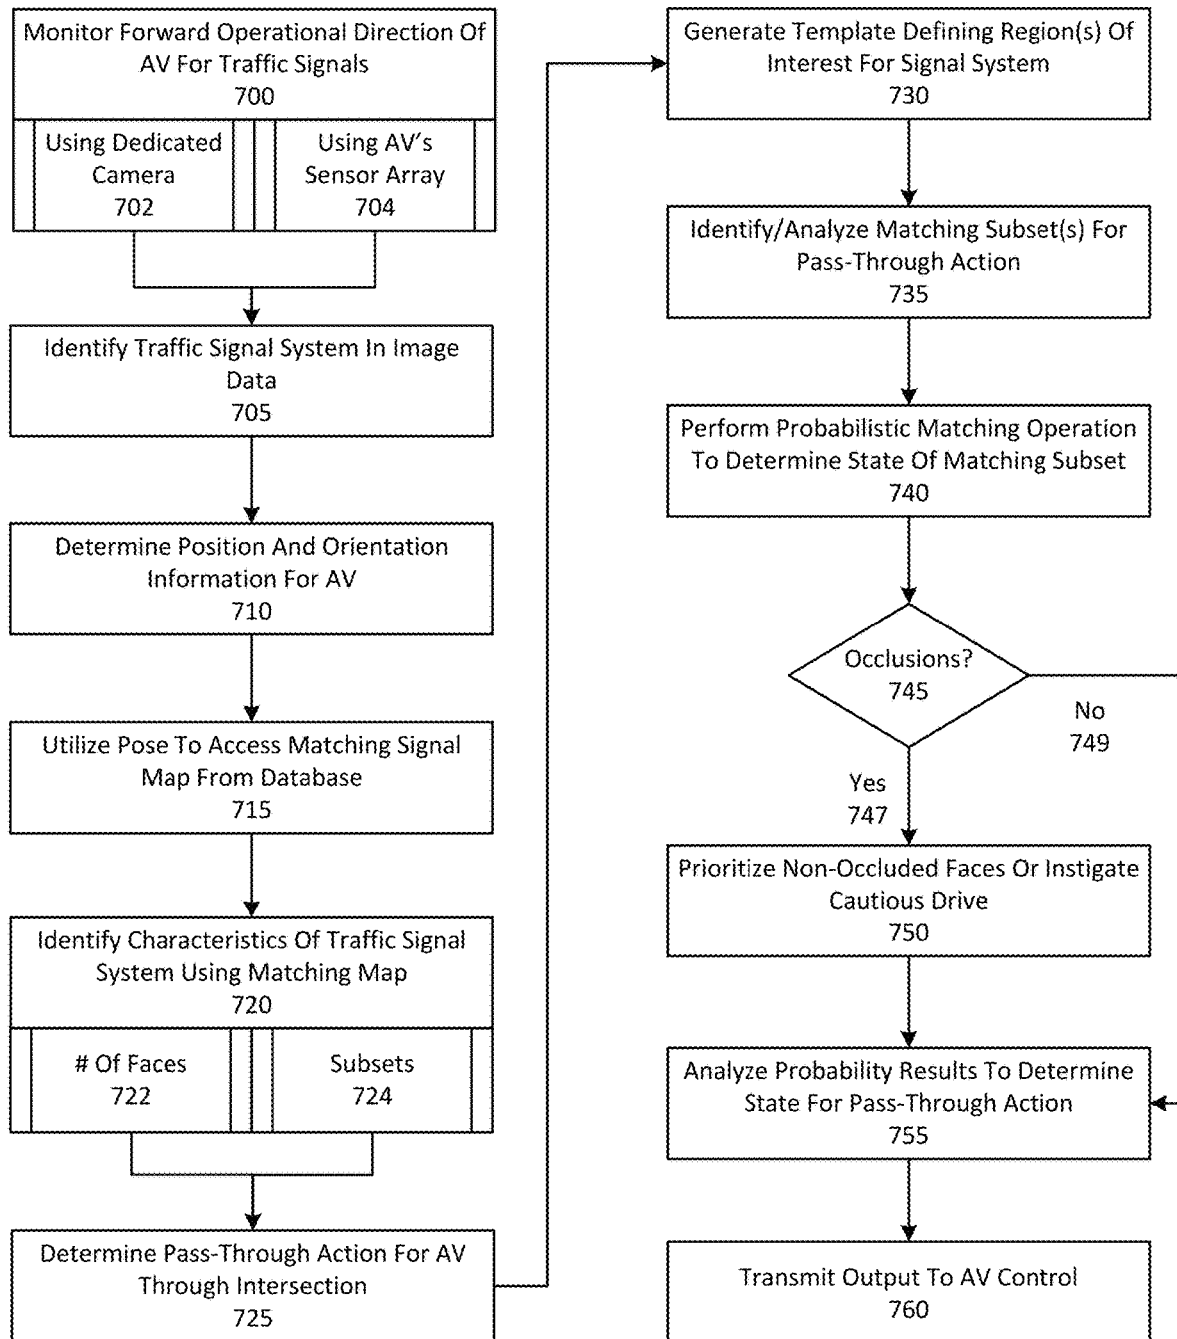 Monitor Forward Operational Direction Of
AV For Traffic Signals
700
Using Dedicated
Camera
702
Using AV's
Sensor Array
704
Identify Traffic Signal System In Image
Data
705
Determine Position And Orientation
Information For AV
710
Utilize Pose To Access Matching Signal
Map From Database
715
Identify Characteristics Of Traffic Signal
System Using Matching Map
720
# Of Faces
722
Subsets
724
Determine Pass-Through Action For AV
Through Intersection
725
Generate Template Defining Region(s) Of
Interest For Signal System
730
Identify/Analyze Matching Subset(s) For
Pass-Through Action
735
Perform Probabilistic Matching Operation
To Determine State Of Matching Subset
740
Occlusions?
745
No
749
Yes
747
Prioritize Non-Occluded Faces Or Instigate
Cautious Drive
750
Analyze Probability Results To Determine
State For Pass-Through Action
755
Transmit Output To AV Control
760